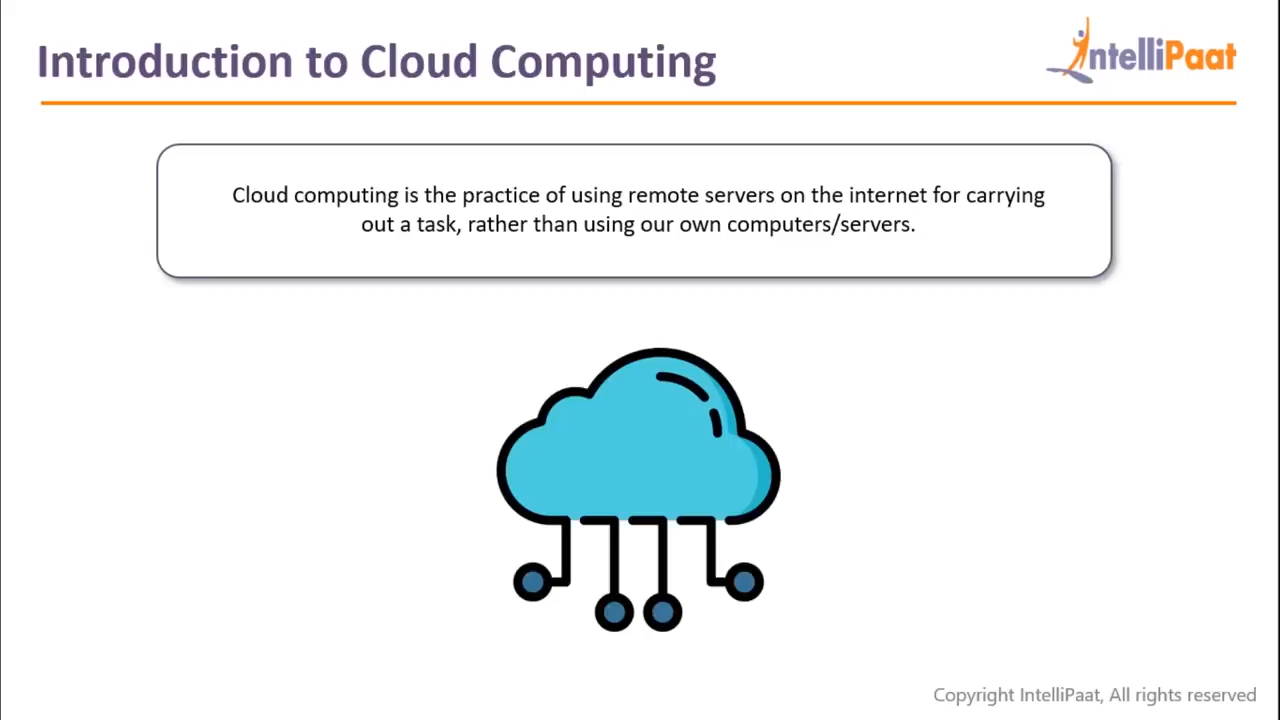 Introduction to Cloud Computing
IntelliPaat
Cloud computing is the practice of using remote servers on the internet for carrying
out a task, rather than using our own computers/servers.
Copyright IntelliPaat, All rights reserved